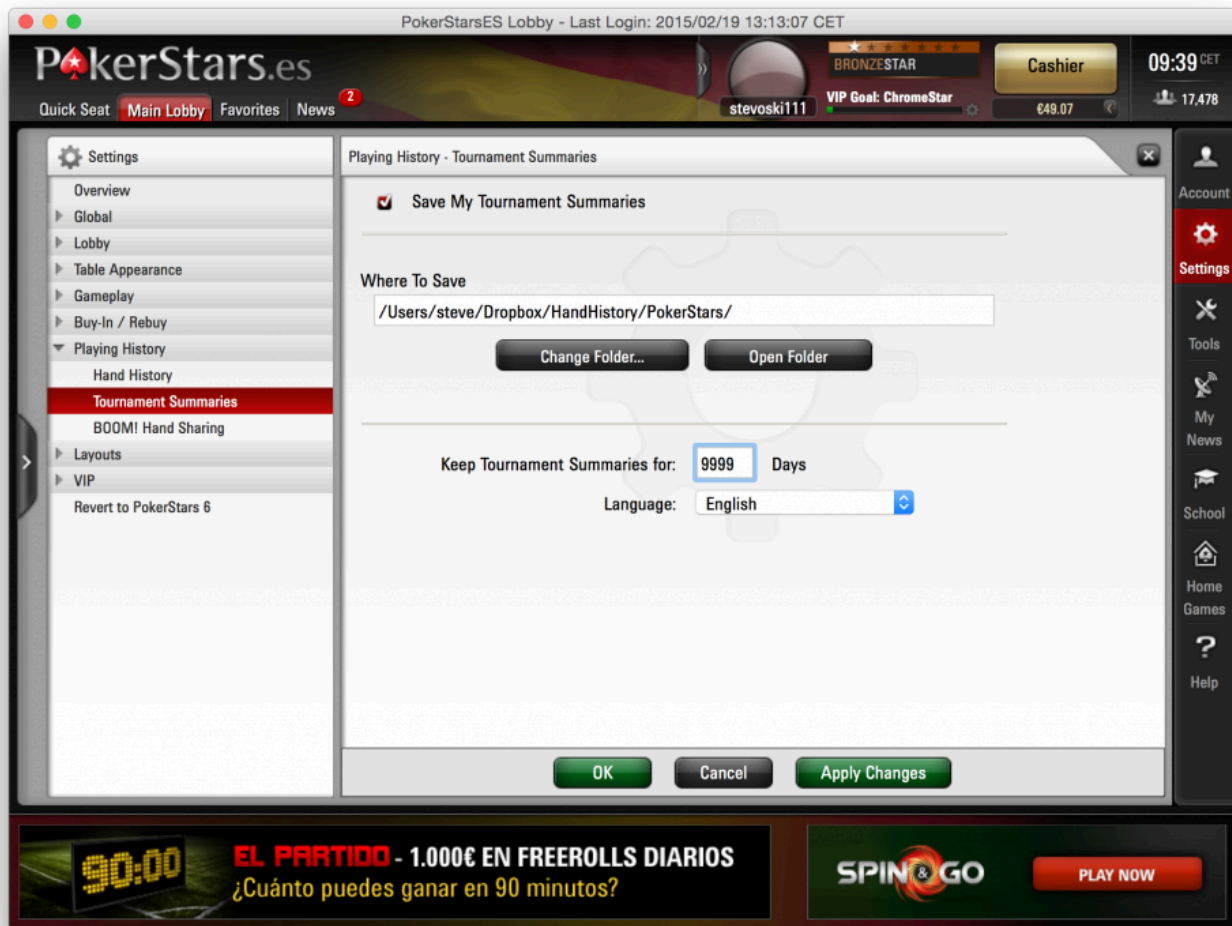 PokerStarsES Lobby - Last Login: 2015/02/19 13:13:07 CET
PokerStars.es
Quick Seat Main Lobby Favorites News 2
stevoski111
BRONZESTAR
VIP Goal: ChromeStar
Cashier
€49.07
09:39 CET
17,478
Settings
Overview
Global
Lobby
Table Appearance
Gameplay
Buy-In / Rebuy
Playing History
Hand History
Tournament Summaries
BOOM! Hand Sharing
Layouts
VIP
Revert to PokerStars 6
Playing History - Tournament Summaries
Save My Tournament Summaries
Where To Save
/Users/steve/Dropbox/HandHistory/PokerStars/
Change Folder... Open Folder
Keep Tournament Summaries for: 9999 Days
Language: English
OK Cancel Apply Changes
Account
Settings
Tools
My
News
School
Home
Games
Help
90:00
EL PARTIDO - 1.000€ EN FREEROLLS DIARIOS
¿Cuánto puedes ganar en 90 minutos?
SPIN & GO
PLAY NOW